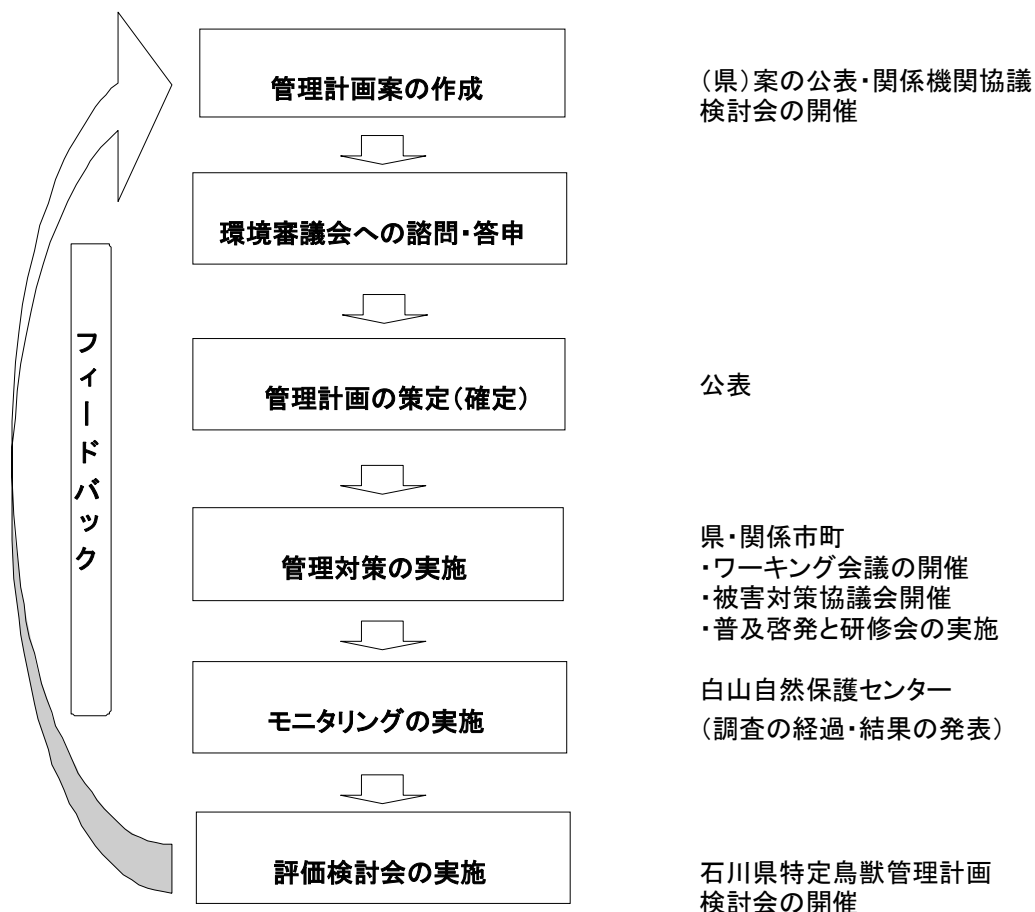 管理計画案の作成
(県)案の公表・関係機関協議
検討会の開催
環境審議会への諮問・答申
フィードバック
管理計画の策定(確定)
公表
管理対策の実施
県・関係市町
・ワーキング会議の開催
・被害対策協議会開催
・普及啓発と研修会の実施
モニタリングの実施
白山自然保護センター
(調査の経過・結果の発表)
評価検討会の実施
石川県特定鳥獣管理計画
検討会の開催